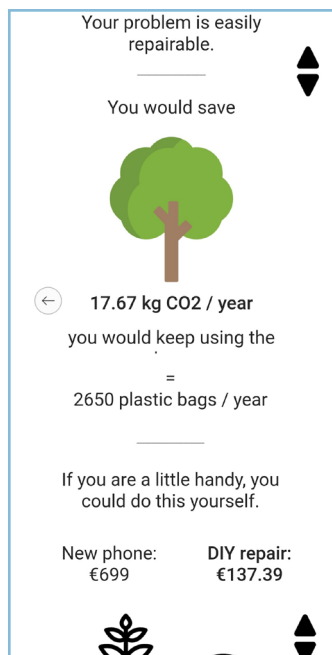 Your problem is easily
repairable.
You would save
17.67 kg CO2 / year
you would keep using the
=
2650 plastic bags / year
If you are a little handy, you
could do this yourself.
New phone:
€699
DIY repair:
€137.39